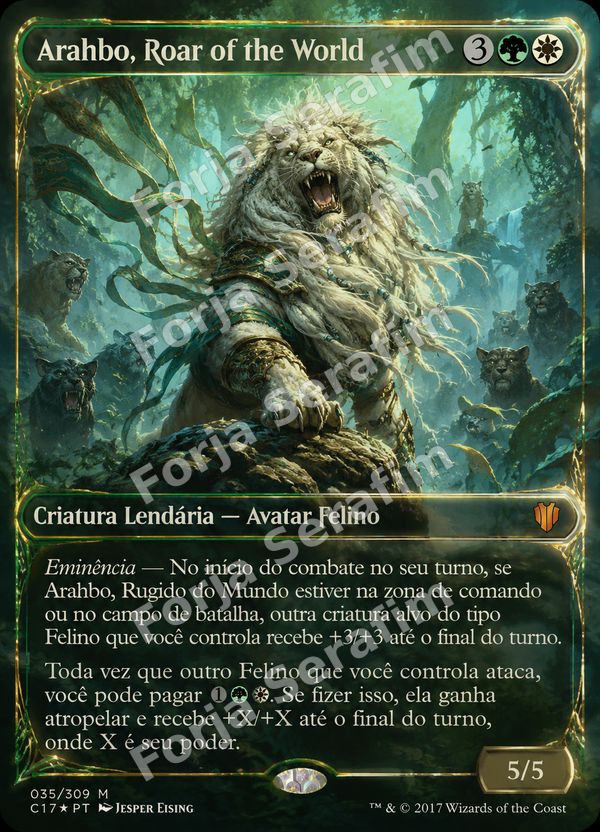 Arahbo, Roar of the World 3
Forja Serafim
Forja Serafim
Forja Serafim
Criatura Lendária — Avatar Felino
Forja Serafim
Eminência — No início do combate no seu turno, se
Arahbo, Rugido do Mundo estiver na zona de comando
ou no campo de batalha, outra criatura alvo do tipo
Felino que você controla recebe +3/+3 até o final do turno.
Forja Serafim
Toda vez que outro Felino que você controla ataca,
você pode pagar 1. Se fizer isso, ela ganha
atropelar e recebe +X/+X até o final do turno,
onde X é seu poder.
5/5
035/309 M
C17★PT Jesper Eising
™ & © 2017 Wizards of the Coast